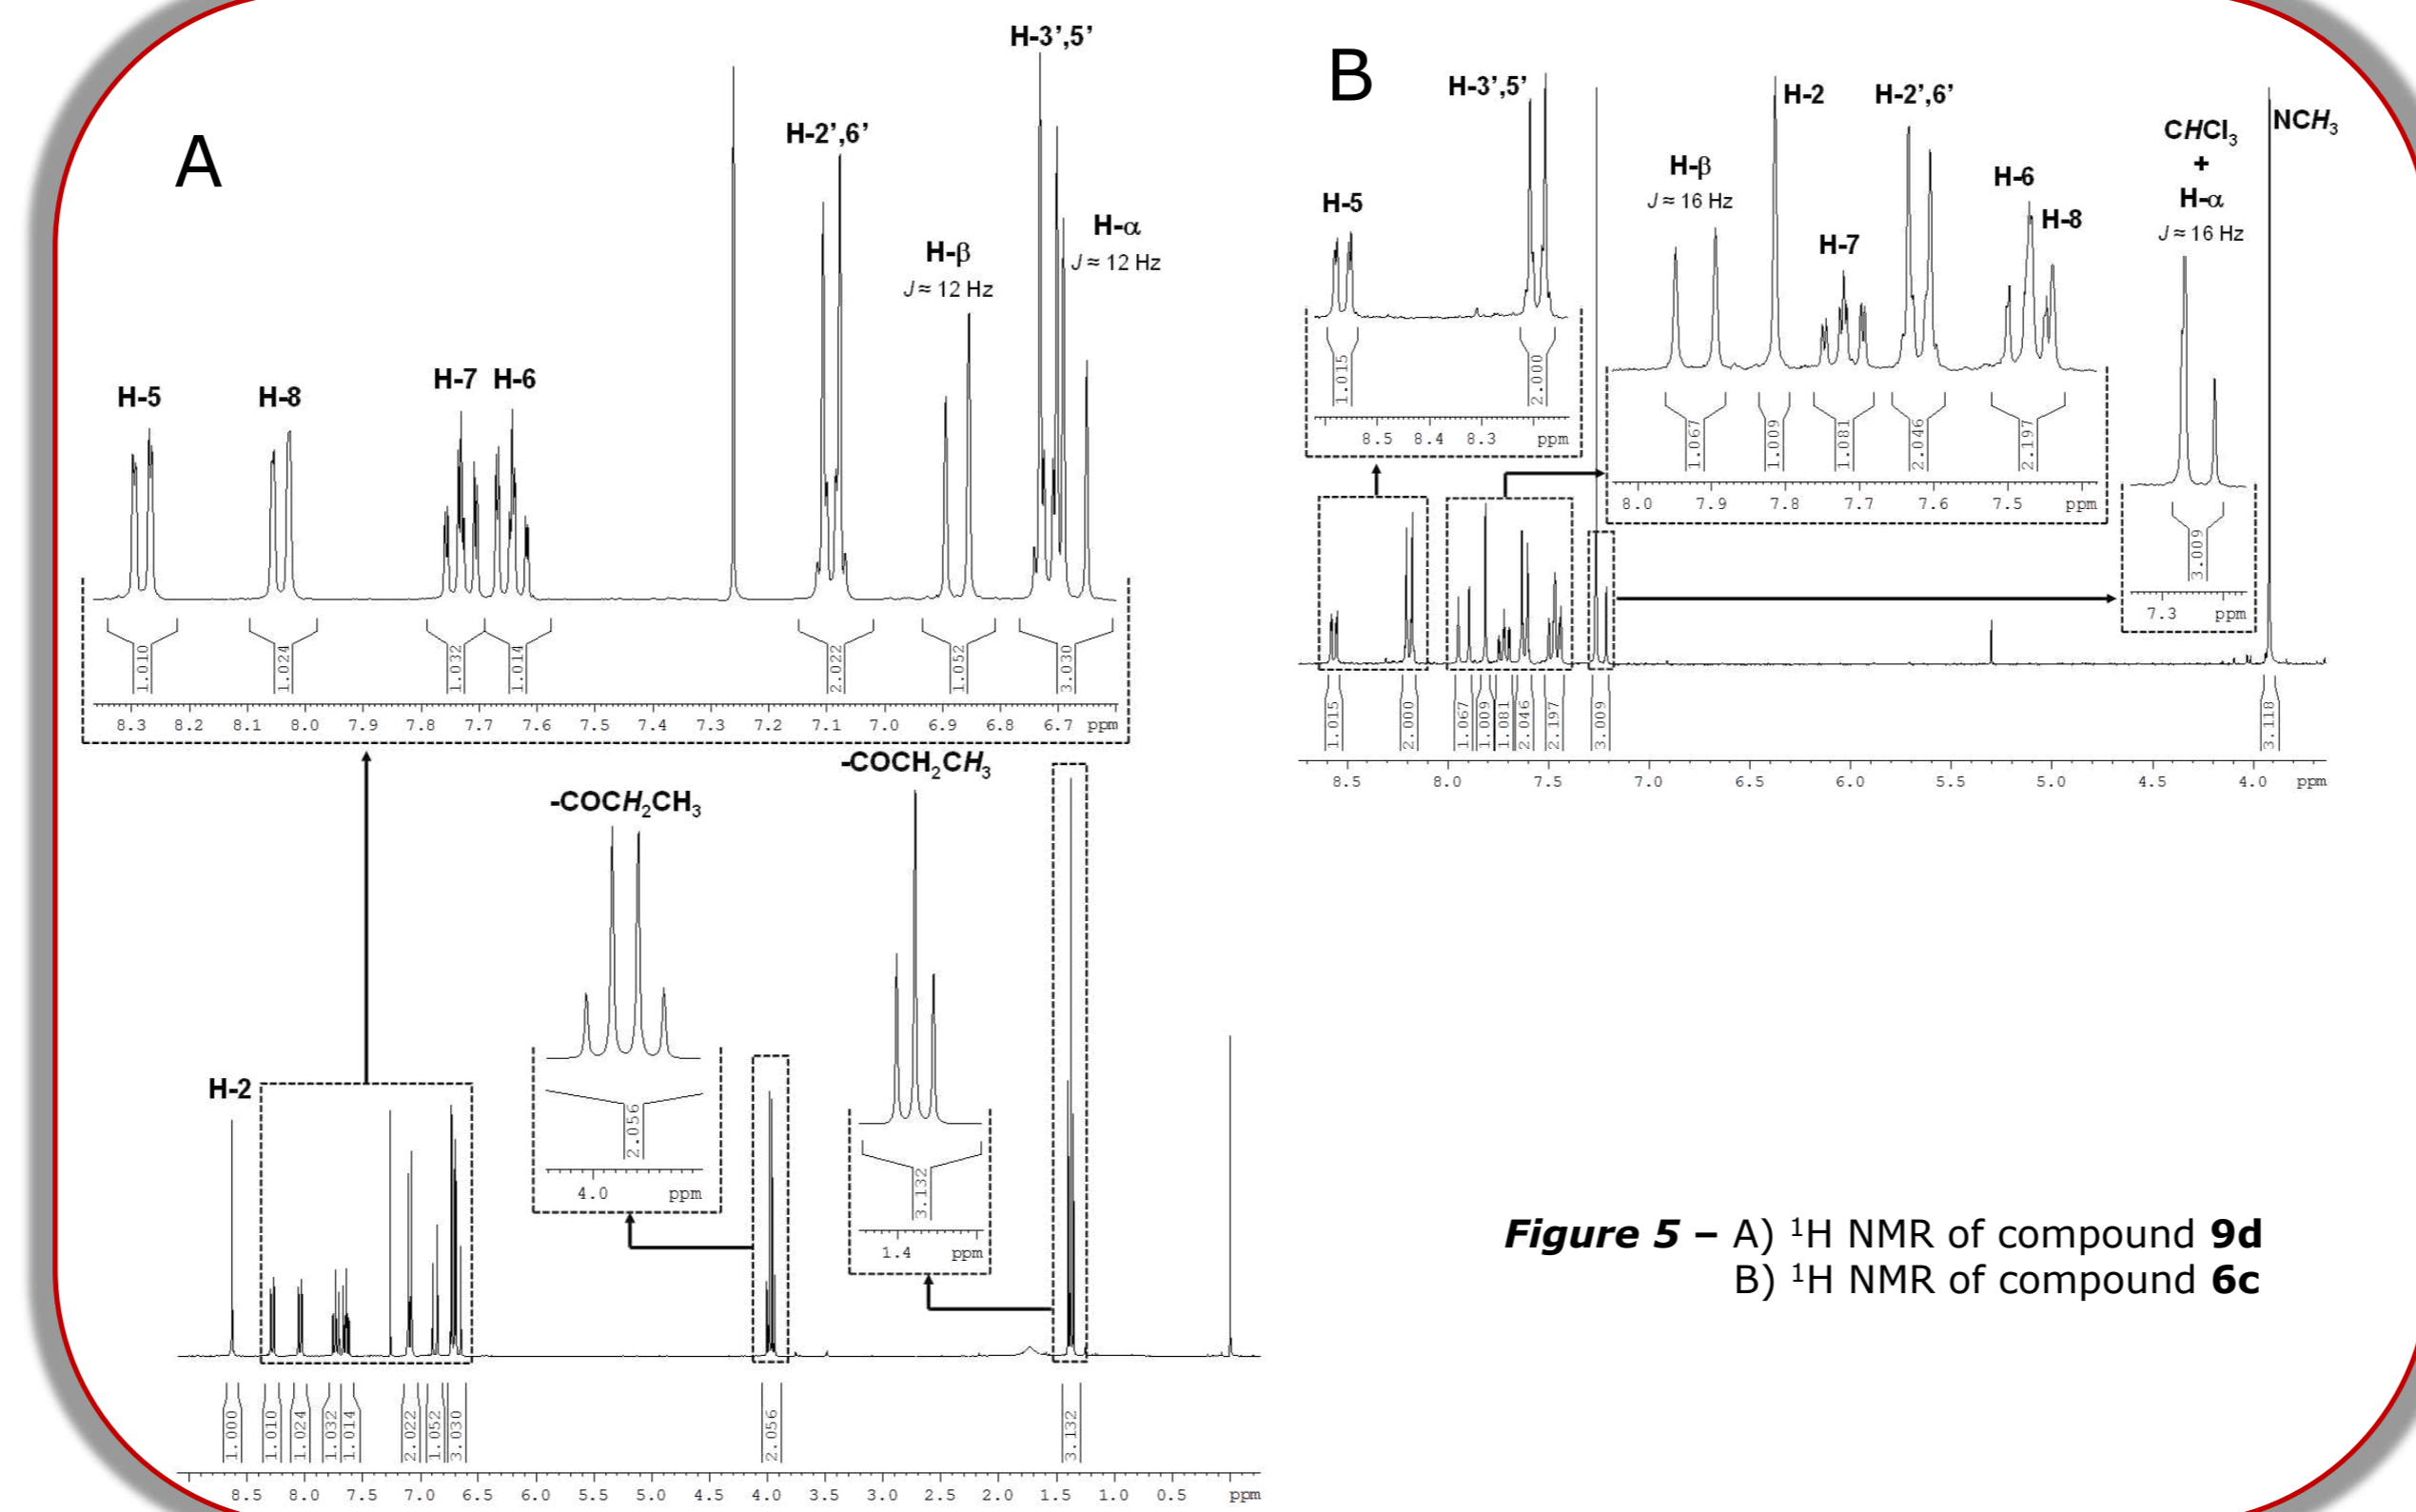 A
H-3’,5’
H-2’,6’
H-α
J ≈ 12 Hz
H-β
J ≈ 12 Hz
H-5
H-8
H-7 H-6
1.010
1.024
1.032
1.014
2.022
1.052
3.030
8.3 8.2 8.1 8.0 7.9 7.8 7.7 7.6 7.5 7.4 7.3 7.2 7.1 7.0 6.9 6.8 6.7 ppm
-COCH₂CH₃
-COCH₂CH₃
2.056
4.0 ppm
3.132
1.4 ppm
H-2
1.000
1.010
1.024
1.032
1.014
2.022
1.052
3.030
2.056
3.132
8.5 8.0 7.5 7.0 6.5 6.0 5.5 5.0 4.5 4.0 3.5 3.0 2.5 2.0 1.5 1.0 0.5 ppm
B
H-3’,5’
H-2
H-2’,6’
CHCl₃
+
H-α
J ≈ 16 Hz
NCH₃
H-β
J ≈ 16 Hz
H-5
H-7
H-6
H-8
1.015
2.000
8.5 8.4 8.3 ppm
1.067
1.009
1.081
2.046
2.197
8.0 7.9 7.8 7.7 7.6 7.5 ppm
3.009
7.3 ppm
1.015
2.000
1.067
1.009
1.081
2.046
2.197
3.009
3.118
8.5 8.0 7.5 7.0 6.5 6.0 5.5 5.0 4.5 4.0 ppm
Figure 5 – A) ¹H NMR of compound 9d
B) ¹H NMR of compound 6c